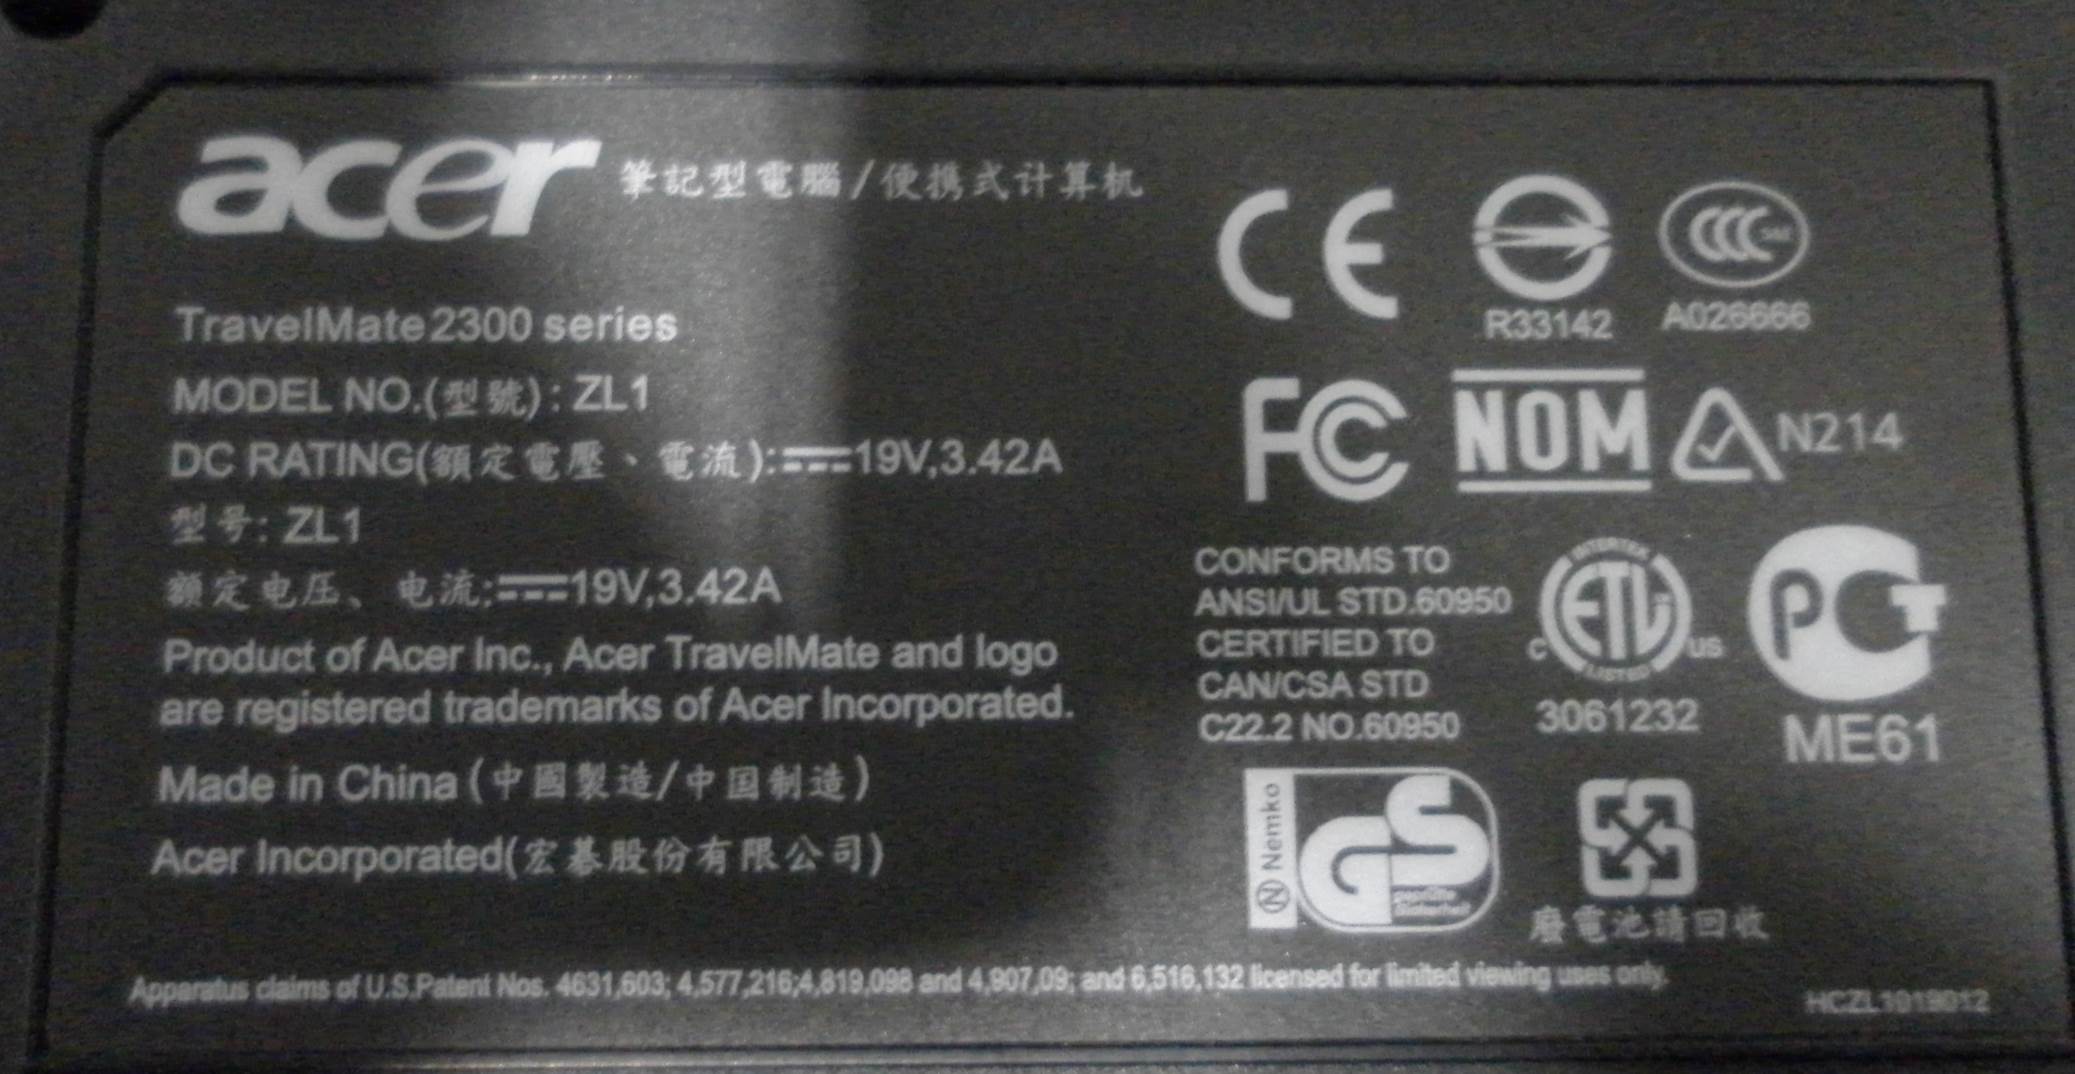 acer 筆記型電腦/便携式计算机
TravelMate 2300 series
MODEL NO.(型號) : ZL1
DC RATING(額定電壓、電流):⎓19V,3.42A
型号: ZL1
额定电压、电流:⎓19V,3.42A
Product of Acer Inc., Acer TravelMate and logo
are registered trademarks of Acer Incorporated.
Made in China (中國製造/中国制造)
Acer Incorporated(宏碁股份有限公司)
CE
R33142
CCC
A026666
FC
NOM
N214
CONFORMS TO
ANSI/UL STD.60950
CERTIFIED TO
CAN/CSA STD
C22.2 NO.60950
INTERTEK
C ETL US
LISTED
3061232
PCT
ME61
N Nemko
GS
廢電池請回收
Apparatus claims of U.S.Patent Nos. 4631,603; 4,577,216;4,819,098 and 4,907,09; and 6,516,132 licensed for limited viewing uses only.